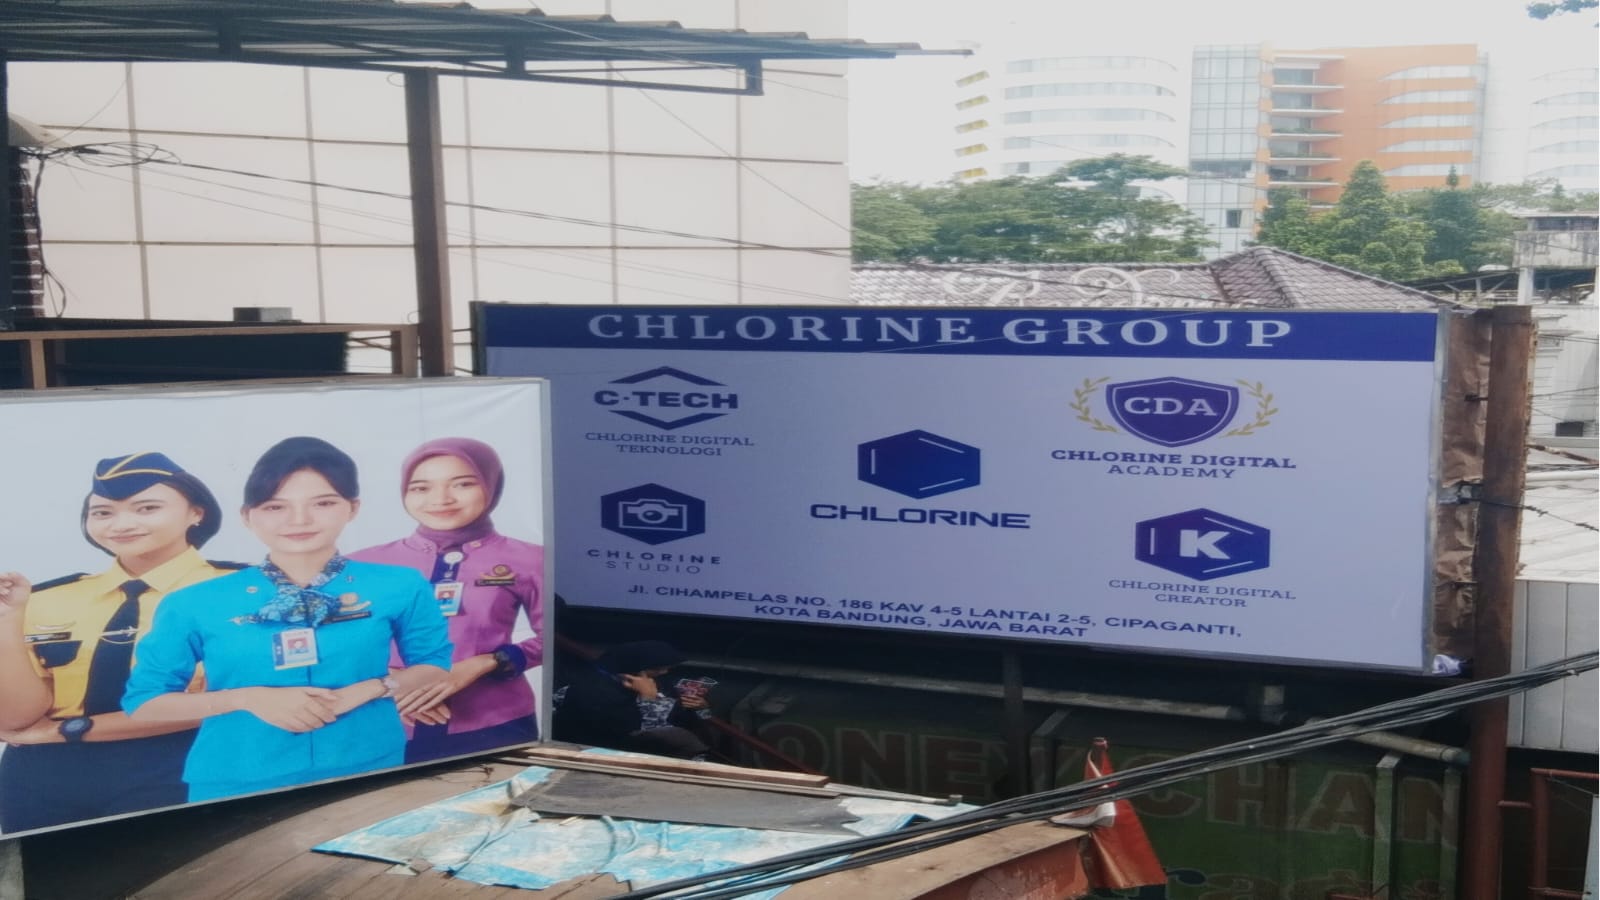 CHLORINE GROUP
C-TECH
CHLORINE DIGITAL
TEKNOLOGI
CDA
CHLORINE DIGITAL
ACADEMY
CHLORINE
CHLORINE
STUDIO
K
CHLORINE DIGITAL
CREATOR
Jl. CIHAMPELAS NO. 186 KAV 4-5 LANTAI 2-5, CIPAGANTI,
KOTA BANDUNG, JAWA BARAT